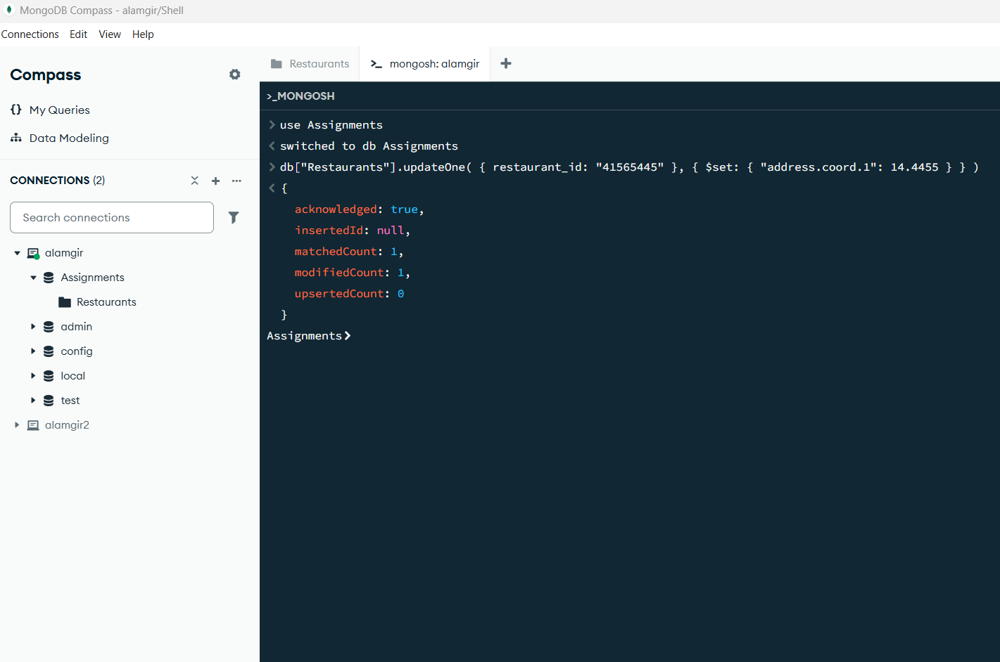 MongoDB Compass - alamgir/Shell
Connections Edit View Help
Compass
{} My Queries
Data Modeling
CONNECTIONS (2)
Search connections
alamgir
Assignments
Restaurants
admin
config
local
test
alamgir2
Restaurants
>_ mongosh: alamgir
>_MONGOSH
> use Assignments
< switched to db Assignments
> db["Restaurants"].updateOne( { restaurant_id: "41565445" }, { $set: { "address.coord.1": 14.4455 } } )
< {
acknowledged: true,
insertedId: null,
matchedCount: 1,
modifiedCount: 1,
upsertedCount: 0
}
Assignments>